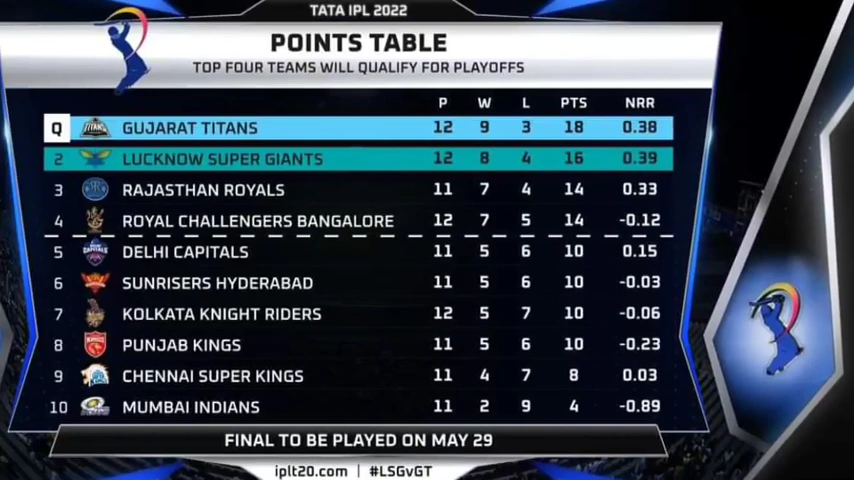 TATA IPL 2022
POINTS TABLE
TOP FOUR TEAMS WILL QUALIFY FOR PLAYOFFS
P W L PTS NRR
Q GUJARAT TITANS 12 9 3 18 0.38
2 LUCKNOW SUPER GIANTS 12 8 4 16 0.39
3 RAJASTHAN ROYALS 11 7 4 14 0.33
4 ROYAL CHALLENGERS BANGALORE 12 7 5 14 -0.12
5 DELHI CAPITALS 11 5 6 10 0.15
6 SUNRISERS HYDERABAD 11 5 6 10 -0.03
7 KOLKATA KNIGHT RIDERS 12 5 7 10 -0.06
8 PUNJAB KINGS 11 5 6 10 -0.23
9 CHENNAI SUPER KINGS 11 4 7 8 0.03
10 MUMBAI INDIANS 11 2 9 4 -0.89
FINAL TO BE PLAYED ON MAY 29
iplt20.com | #LSGvGT